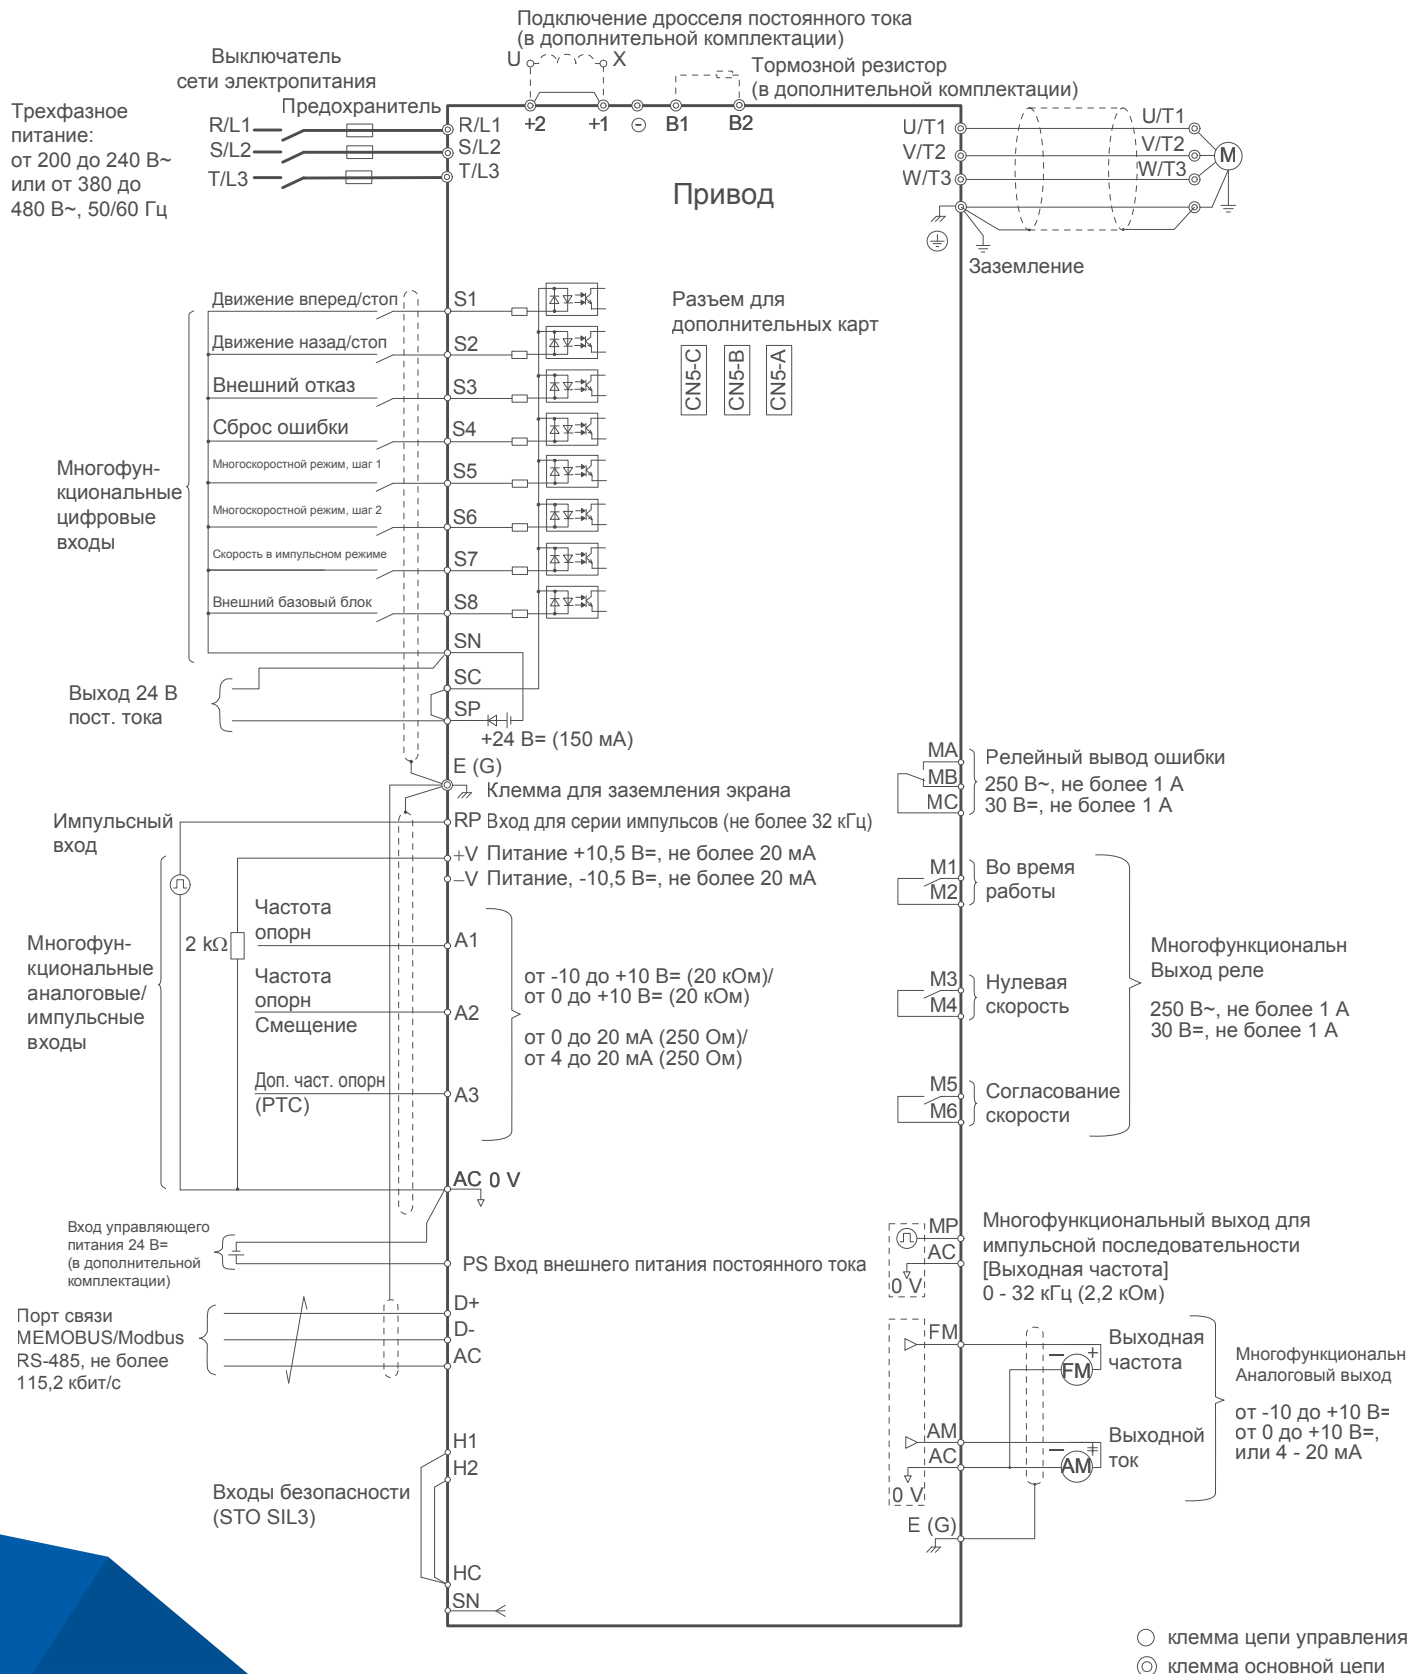 Подключение дросселя постоянного тока
(в дополнительной комплектации)
U
X
Выключатель
сети электропитания
Тормозной резистор
(в дополнительной комплектации)
Предохранитель
Трехфазное
питание:
от 200 до 240 В~
или от 380 до
480 В~, 50/60 Гц
R/L1
S/L2
T/L3
R/L1
S/L2
T/L3
+2
+1
B1
B2
Привод
U/T1
V/T2
W/T3
U/T1
V/T2
W/T3
M
Заземление
Движение вперед/стоп
S1
Движение назад/стоп
S2
Внешний отказ
S3
Сброс ошибки
S4
Многоскоростной режим, шаг 1
S5
Многоскоростной режим, шаг 2
S6
Скорость в импульсном режиме
S7
Внешний базовый блок
S8
Многофун-
кциональные
цифровые
входы
Разъем для
дополнительных карт
CN5-C
CN5-B
CN5-A
SN
SC
SP
Выход 24 В
пост. тока
+24 В= (150 мА)
E (G)
Клемма для заземления экрана
Импульсный
вход
RP Вход для серии импульсов (не более 32 кГц)
+V Питание +10,5 В=, не более 20 мА
–V Питание, -10,5 В=, не более 20 мА
Многофун-
кциональные
аналоговые/
импульсные
входы
2 kΩ
Частота
опорн
A1
Частота
опорн
Смещение
A2
Доп. част. опорн
(PTC)
A3
от -10 до +10 В= (20 кОм)/
от 0 до +10 В= (20 кОм)
от 0 до 20 мА (250 Ом)/
от 4 до 20 мА (250 Ом)
AC 0 V
Вход управляющего
питания 24 В=
(в дополнительной
комплектации)
PS Вход внешнего питания постоянного тока
Порт связи
MEMOBUS/Modbus
RS-485, не более
115,2 кбит/с
D+
D-
AC
H1
H2
Входы безопасности
(STO SIL3)
HC
SN
MA
MB
MC
Релейный вывод ошибки
250 В~, не более 1 А
30 В=, не более 1 А
M1
M2
Во время
работы
M3
M4
Нулевая
скорость
M5
M6
Согласование
скорости
Многофункциональн
Выход реле
250 В~, не более 1 А
30 В=, не более 1 А
MP
AC
0 V
Многофункциональный выход для
импульсной последовательности
[Выходная частота]
0 - 32 кГц (2,2 кОм)
FM
–
+
FM
Выходная
частота
AM
AC
0 V
–
+
AM
Выходной
ток
Многофункциональн
Аналоговый выход
от -10 до +10 В=
от 0 до +10 В=,
или 4 - 20 мА
E (G)
клемма цепи управления
клемма основной цепи